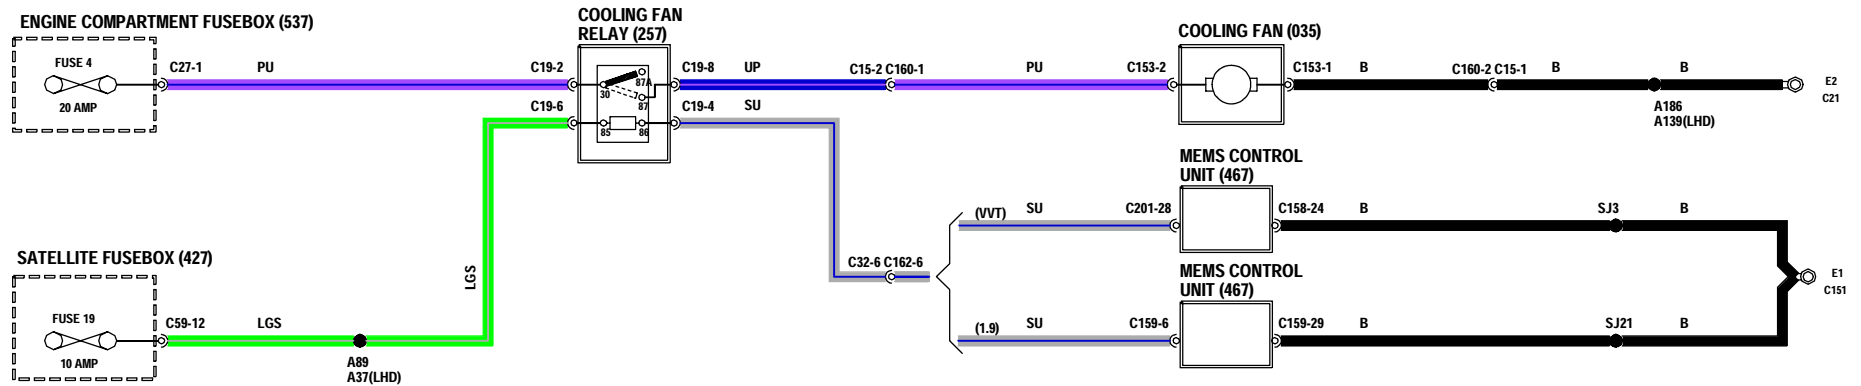 ENGINE COMPARTMENT FUSEBOX (537)
FUSE 4
20 AMP
C27-1
PU
C19-2
COOLING FAN
RELAY (257)
30
87A
87
85
86
C19-6
C19-8
UP
C15-2 C160-1
PU
C153-2
C19-4
SU
COOLING FAN (035)
C153-1
B
C160-2 C15-1
B
B
A186
A139(LHD)
E2
C21
MEMS CONTROL
UNIT (467)
(VVT)
SU
C201-28
C158-24
B
SJ3
B
C32-6 C162-6
E1
C151
SATELLITE FUSEBOX (427)
FUSE 19
10 AMP
C59-12
LGS
A89
A37(LHD)
LGS
MEMS CONTROL
UNIT (467)
(1.9)
SU
C159-6
C159-29
B
SJ21
B